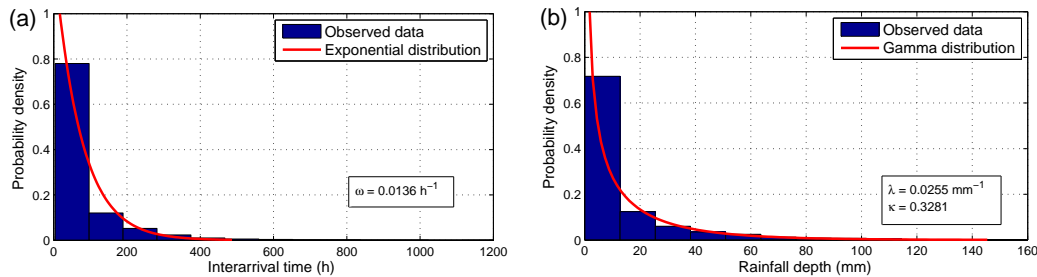 (a)
Probability density
1
0.8
0.6
0.4
0.2
0
0 200 400 600 800 1000 1200
Interarrival time (h)
Observed data
Exponential distribution
ω = 0.0136 h⁻¹
(b)
Probability density
1
0.8
0.6
0.4
0.2
0
0 20 40 60 80 100 120 140 160
Rainfall depth (mm)
Observed data
Gamma distribution
λ = 0.0255 mm⁻¹
κ = 0.3281